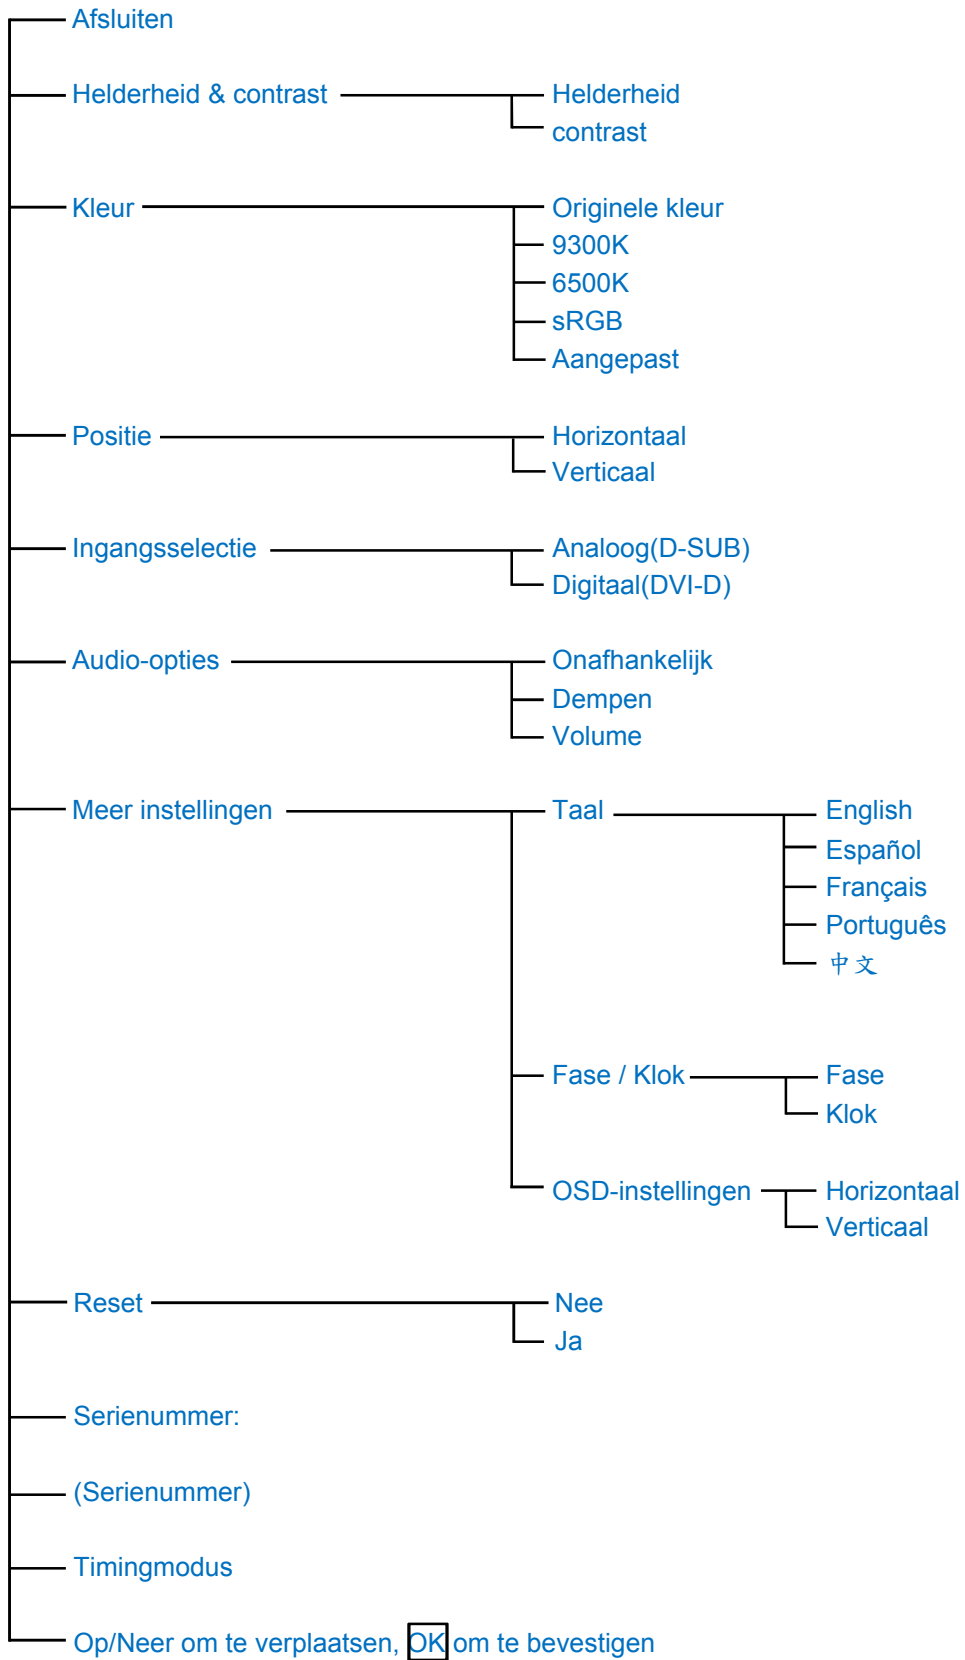 Afsluiten
Helderheid & contrast
Helderheid
contrast
Kleur
Originele kleur
9300K
6500K
sRGB
Aangepast
Positie
Horizontaal
Verticaal
Ingangsselectie
Analoog(D-SUB)
Digitaal(DVI-D)
Audio-opties
Onafhankelijk
Dempen
Volume
Meer instellingen
Taal
English
Español
Français
Português
中文
Fase / Klok
Fase
Klok
OSD-instellingen
Horizontaal
Verticaal
Reset
Nee
Ja
Serienummer:
(Serienummer)
Timingmodus
Op/Neer om te verplaatsen, OK om te bevestigen